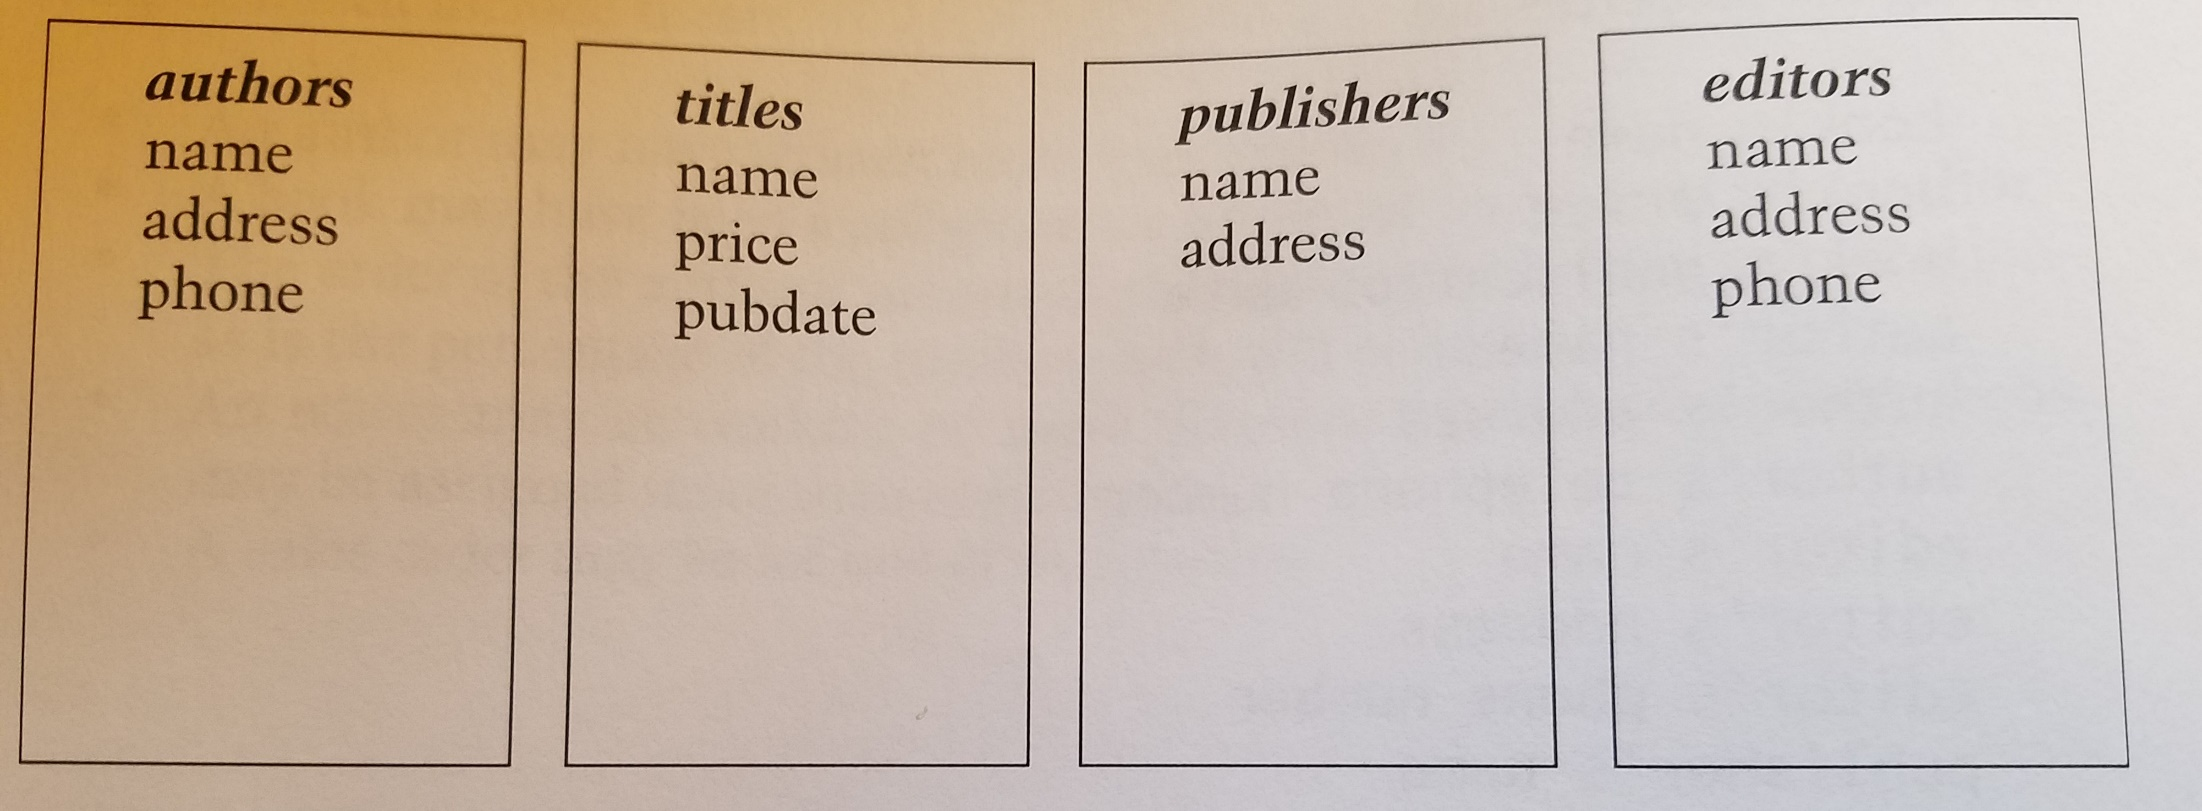 authors
name
address
phone
titles
name
price
pubdate
publishers
name
address
editors
name
address
phone